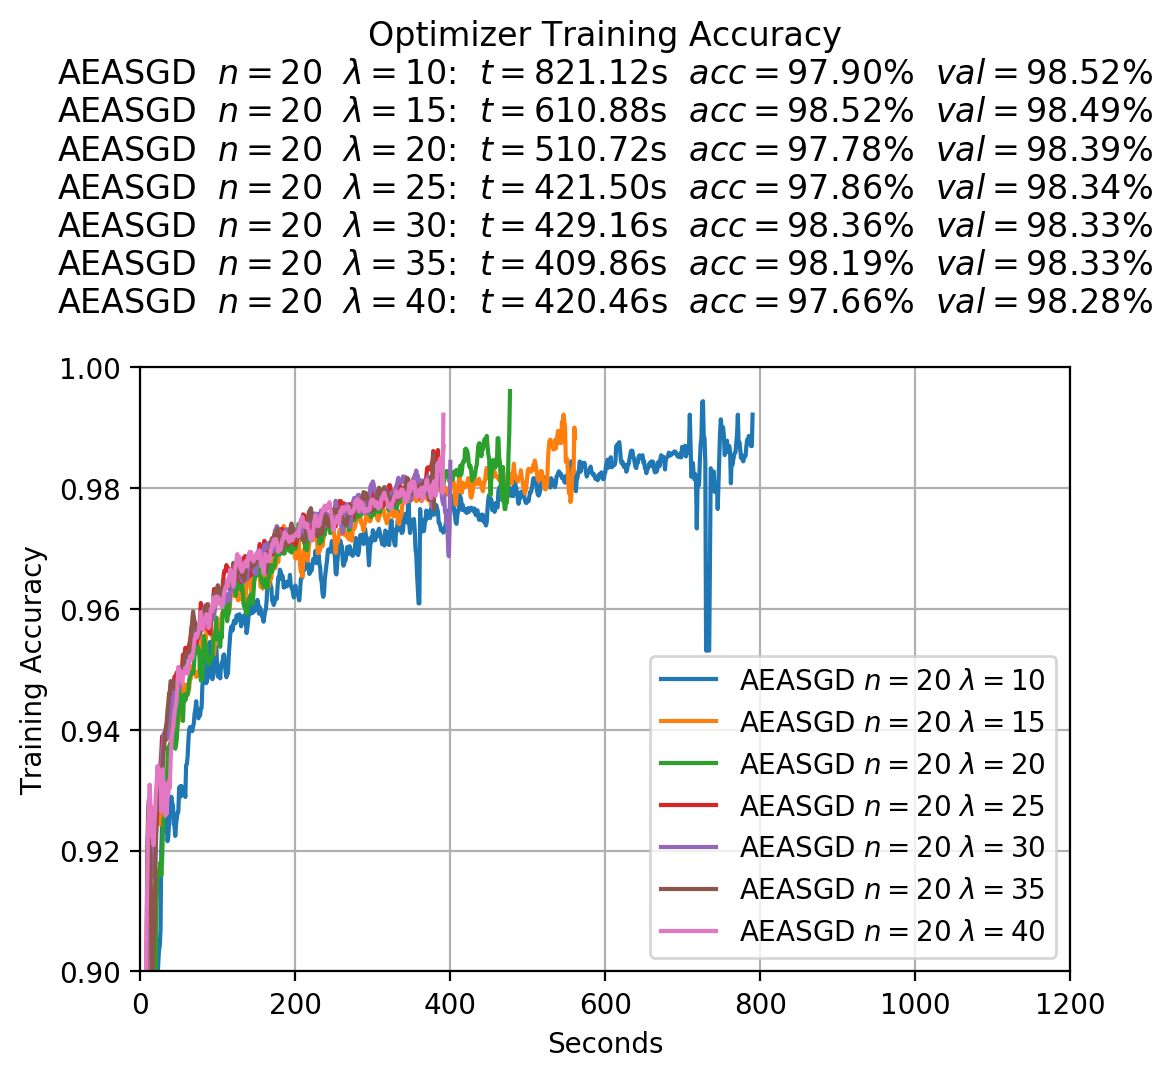 Optimizer Training Accuracy
AEASGD n = 20 λ = 10: t = 821.12s acc = 97.90% val = 98.52%
AEASGD n = 20 λ = 15: t = 610.88s acc = 98.52% val = 98.49%
AEASGD n = 20 λ = 20: t = 510.72s acc = 97.78% val = 98.39%
AEASGD n = 20 λ = 25: t = 421.50s acc = 97.86% val = 98.34%
AEASGD n = 20 λ = 30: t = 429.16s acc = 98.36% val = 98.33%
AEASGD n = 20 λ = 35: t = 409.86s acc = 98.19% val = 98.33%
AEASGD n = 20 λ = 40: t = 420.46s acc = 97.66% val = 98.28%
1.00
0.98
0.96
0.94
0.92
0.90
Training Accuracy
AEASGD n = 20 λ = 10
AEASGD n = 20 λ = 15
AEASGD n = 20 λ = 20
AEASGD n = 20 λ = 25
AEASGD n = 20 λ = 30
AEASGD n = 20 λ = 35
AEASGD n = 20 λ = 40
0 200 400 600 800 1000 1200
Seconds